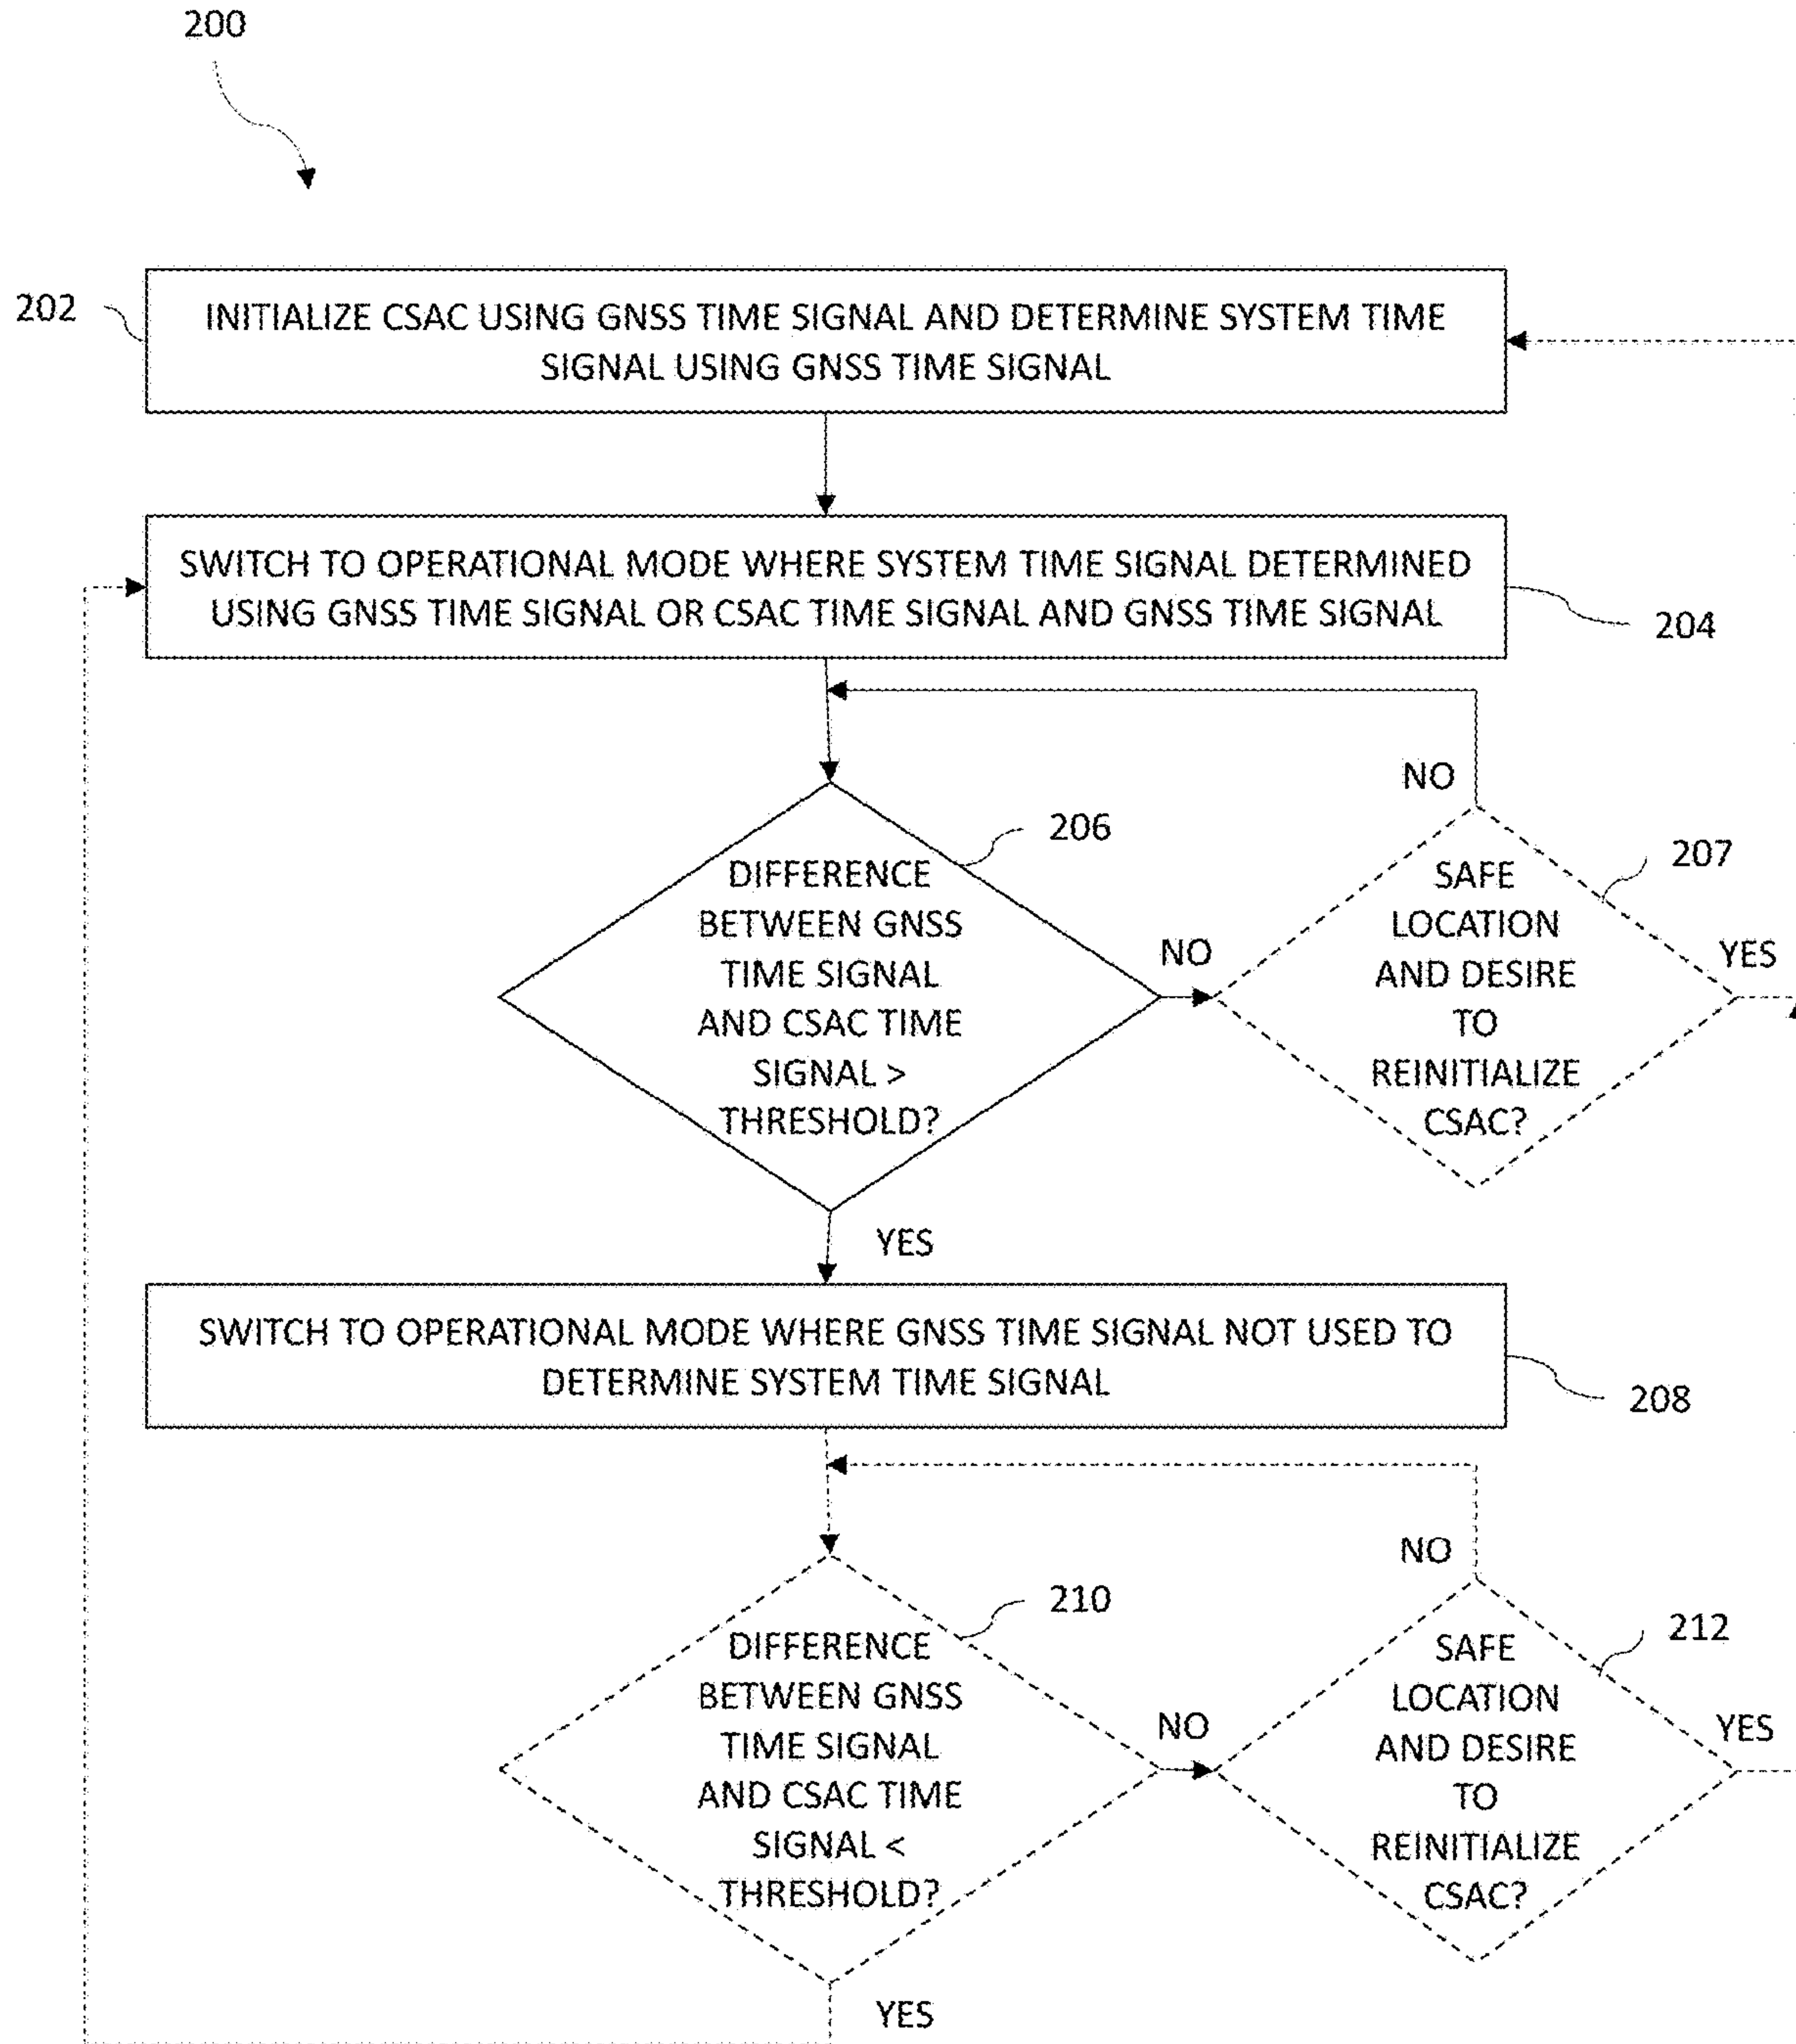 200
202
INITIALIZE CSAC USING GNSS TIME SIGNAL AND DETERMINE SYSTEM TIME
SIGNAL USING GNSS TIME SIGNAL
SWITCH TO OPERATIONAL MODE WHERE SYSTEM TIME SIGNAL DETERMINED
USING GNSS TIME SIGNAL OR CSAC TIME SIGNAL AND GNSS TIME SIGNAL
204
206
DIFFERENCE
BETWEEN GNSS
TIME SIGNAL
AND CSAC TIME
SIGNAL >
THRESHOLD?
NO
YES
NO
207
SAFE
LOCATION
AND DESIRE
TO
REINITIALIZE
CSAC?
YES
SWITCH TO OPERATIONAL MODE WHERE GNSS TIME SIGNAL NOT USED TO
DETERMINE SYSTEM TIME SIGNAL
208
210
DIFFERENCE
BETWEEN GNSS
TIME SIGNAL
AND CSAC TIME
SIGNAL <
THRESHOLD?
NO
YES
NO
212
SAFE
LOCATION
AND DESIRE
TO
REINITIALIZE
CSAC?
YES